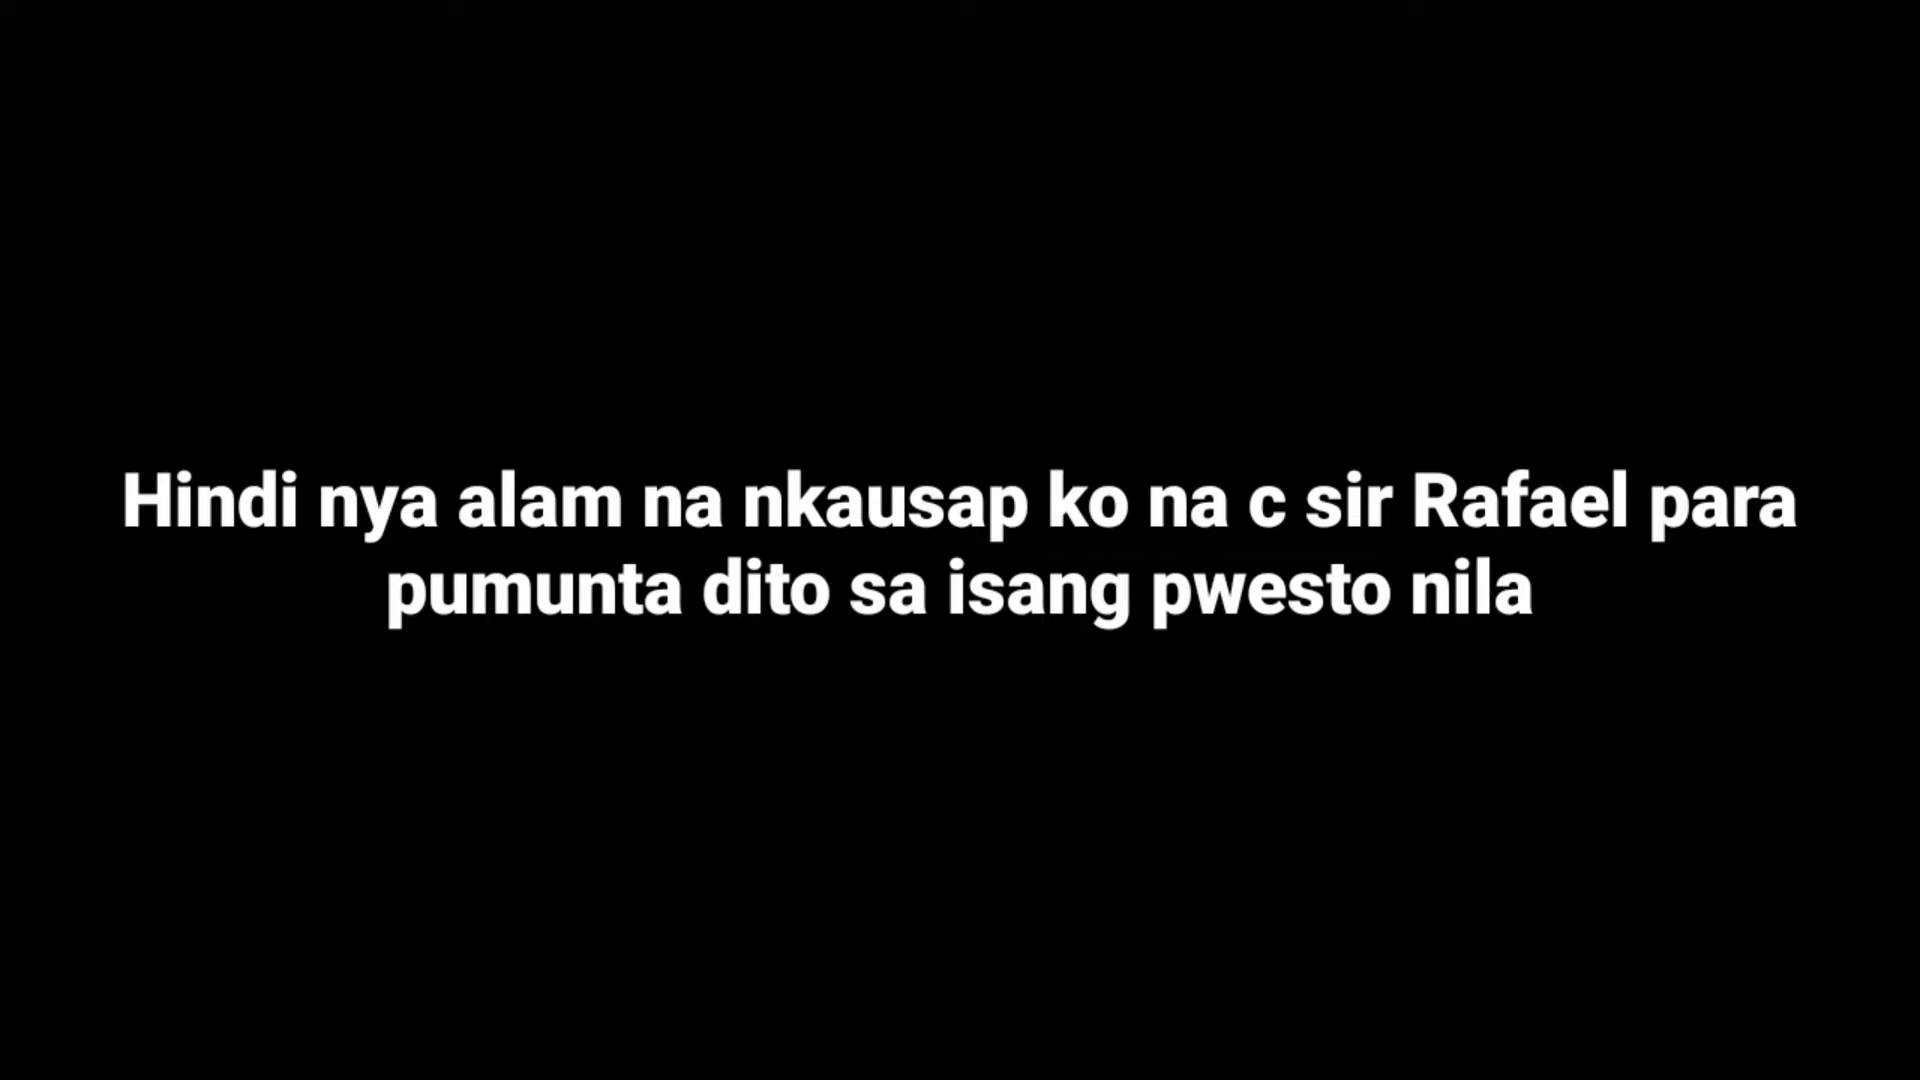 Hindi nya alam na nkausap ko na c sir Rafael para
pumunta dito sa isang pwesto nila